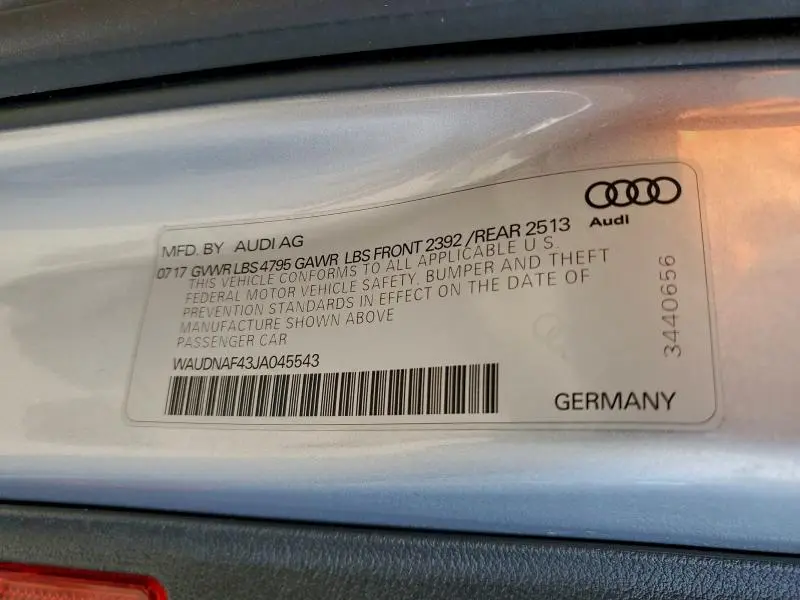 Audi
MFD. BY AUDI AG
0717 GVWR LBS 4795 GAWR LBS FRONT 2392 / REAR 2513
THIS VEHICLE CONFORMS TO ALL APPLICABLE U S.
FEDERAL MOTOR VEHICLE SAFETY, BUMPER AND THEFT
PREVENTION STANDARDS IN EFFECT ON THE DATE OF
MANUFACTURE SHOWN ABOVE
PASSENGER CAR
WAUDNAF43JA045543
GERMANY
3440656